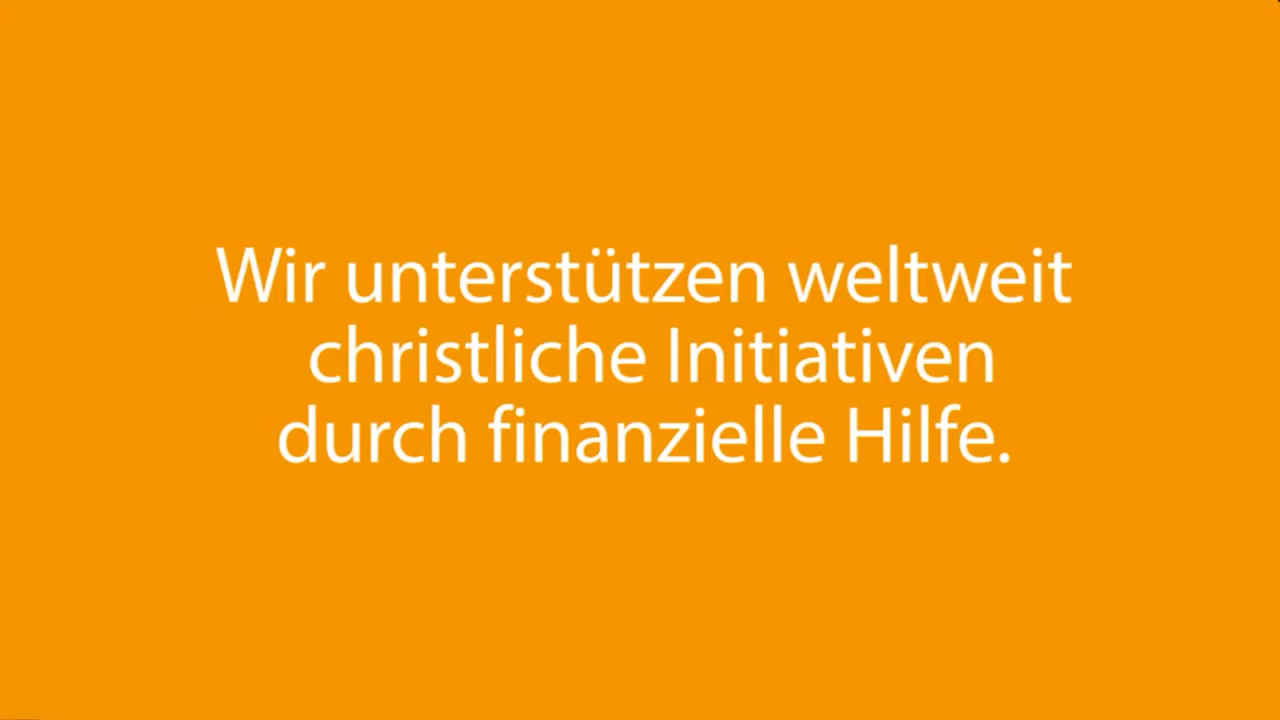 Wir unterstützen weltweit
christliche Initiativen
durch finanzielle Hilfe.